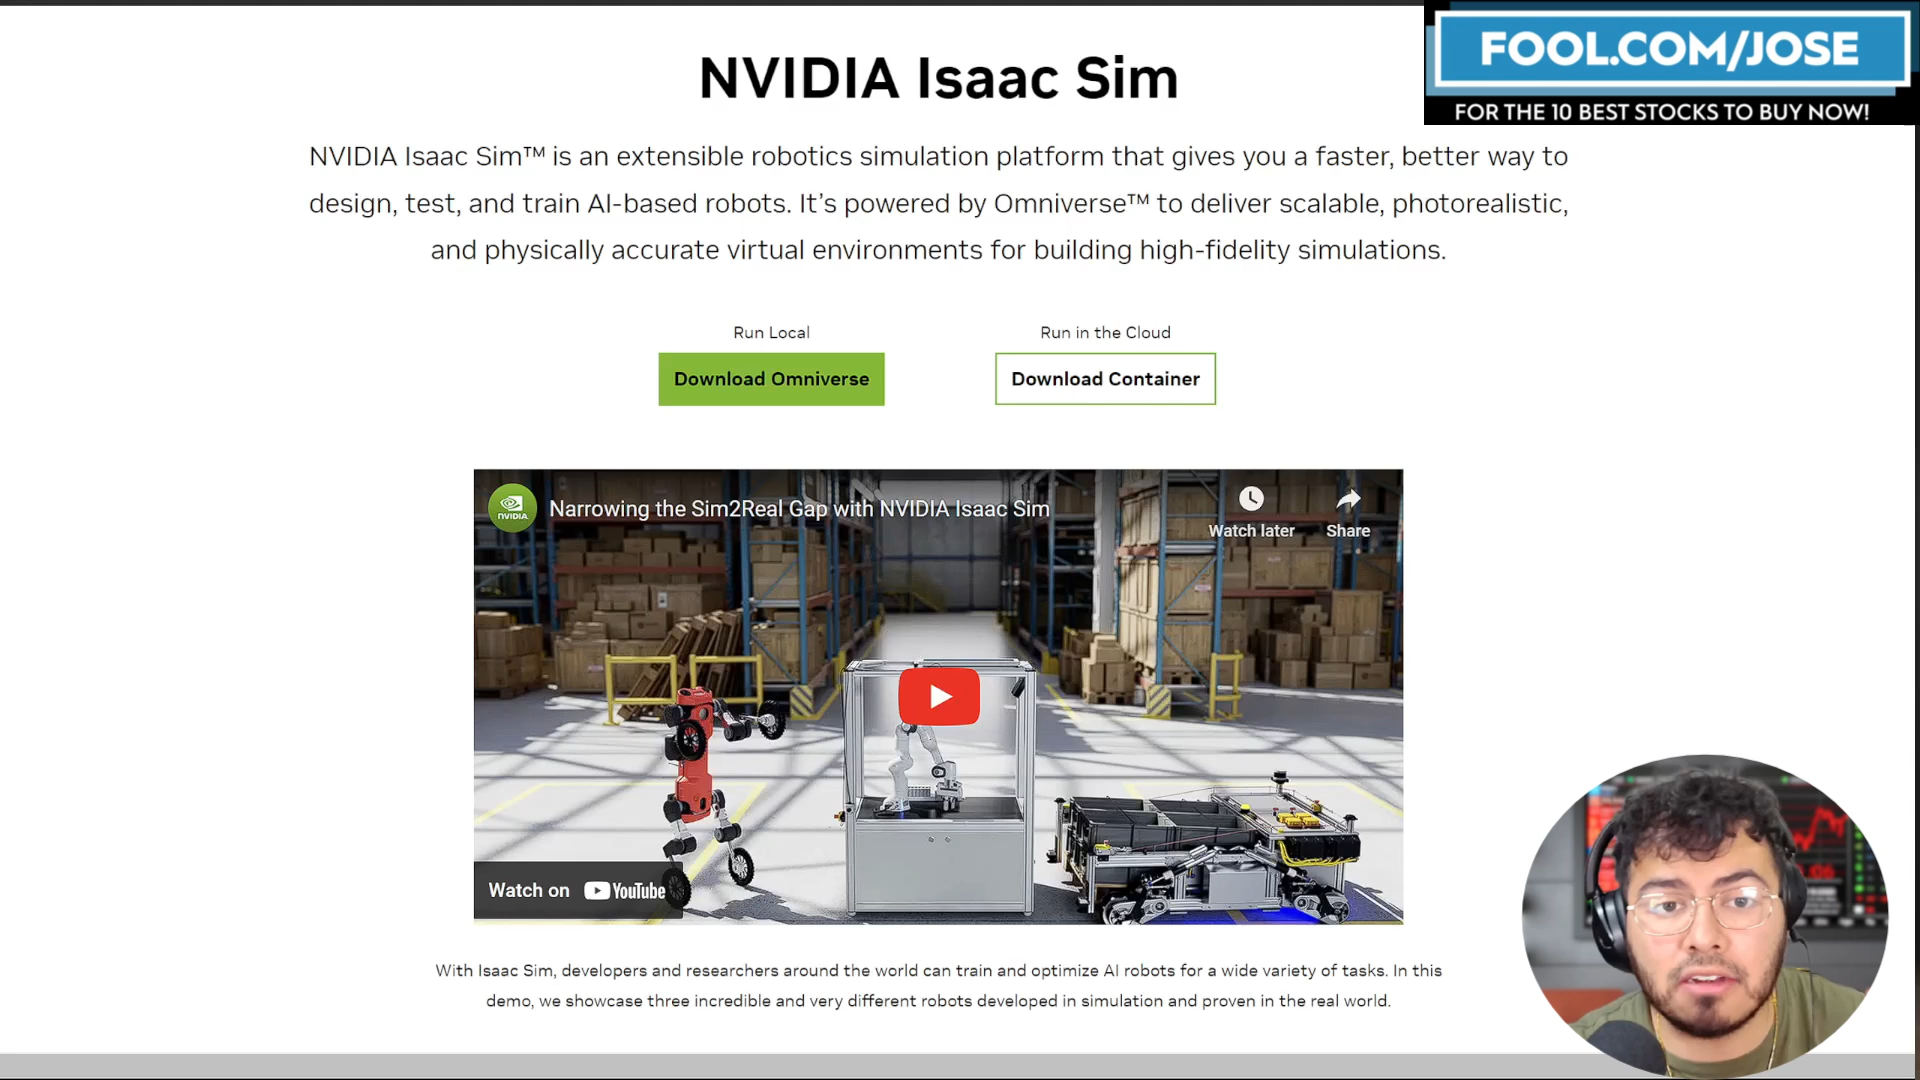 FOOL.COM/JOSE
FOR THE 10 BEST STOCKS TO BUY NOW!
NVIDIA Isaac Sim
NVIDIA Isaac Sim™ is an extensible robotics simulation platform that gives you a faster, better way to
design, test, and train AI-based robots. It’s powered by Omniverse™ to deliver scalable, photorealistic,
and physically accurate virtual environments for building high-fidelity simulations.
Run Local
Download Omniverse
Run in the Cloud
Download Container
NVIDIA
Narrowing the Sim2Real Gap with NVIDIA Isaac Sim
Watch later
Share
Watch on YouTube
With Isaac Sim, developers and researchers around the world can train and optimize AI robots for a wide variety of tasks. In this
demo, we showcase three incredible and very different robots developed in simulation and proven in the real world.